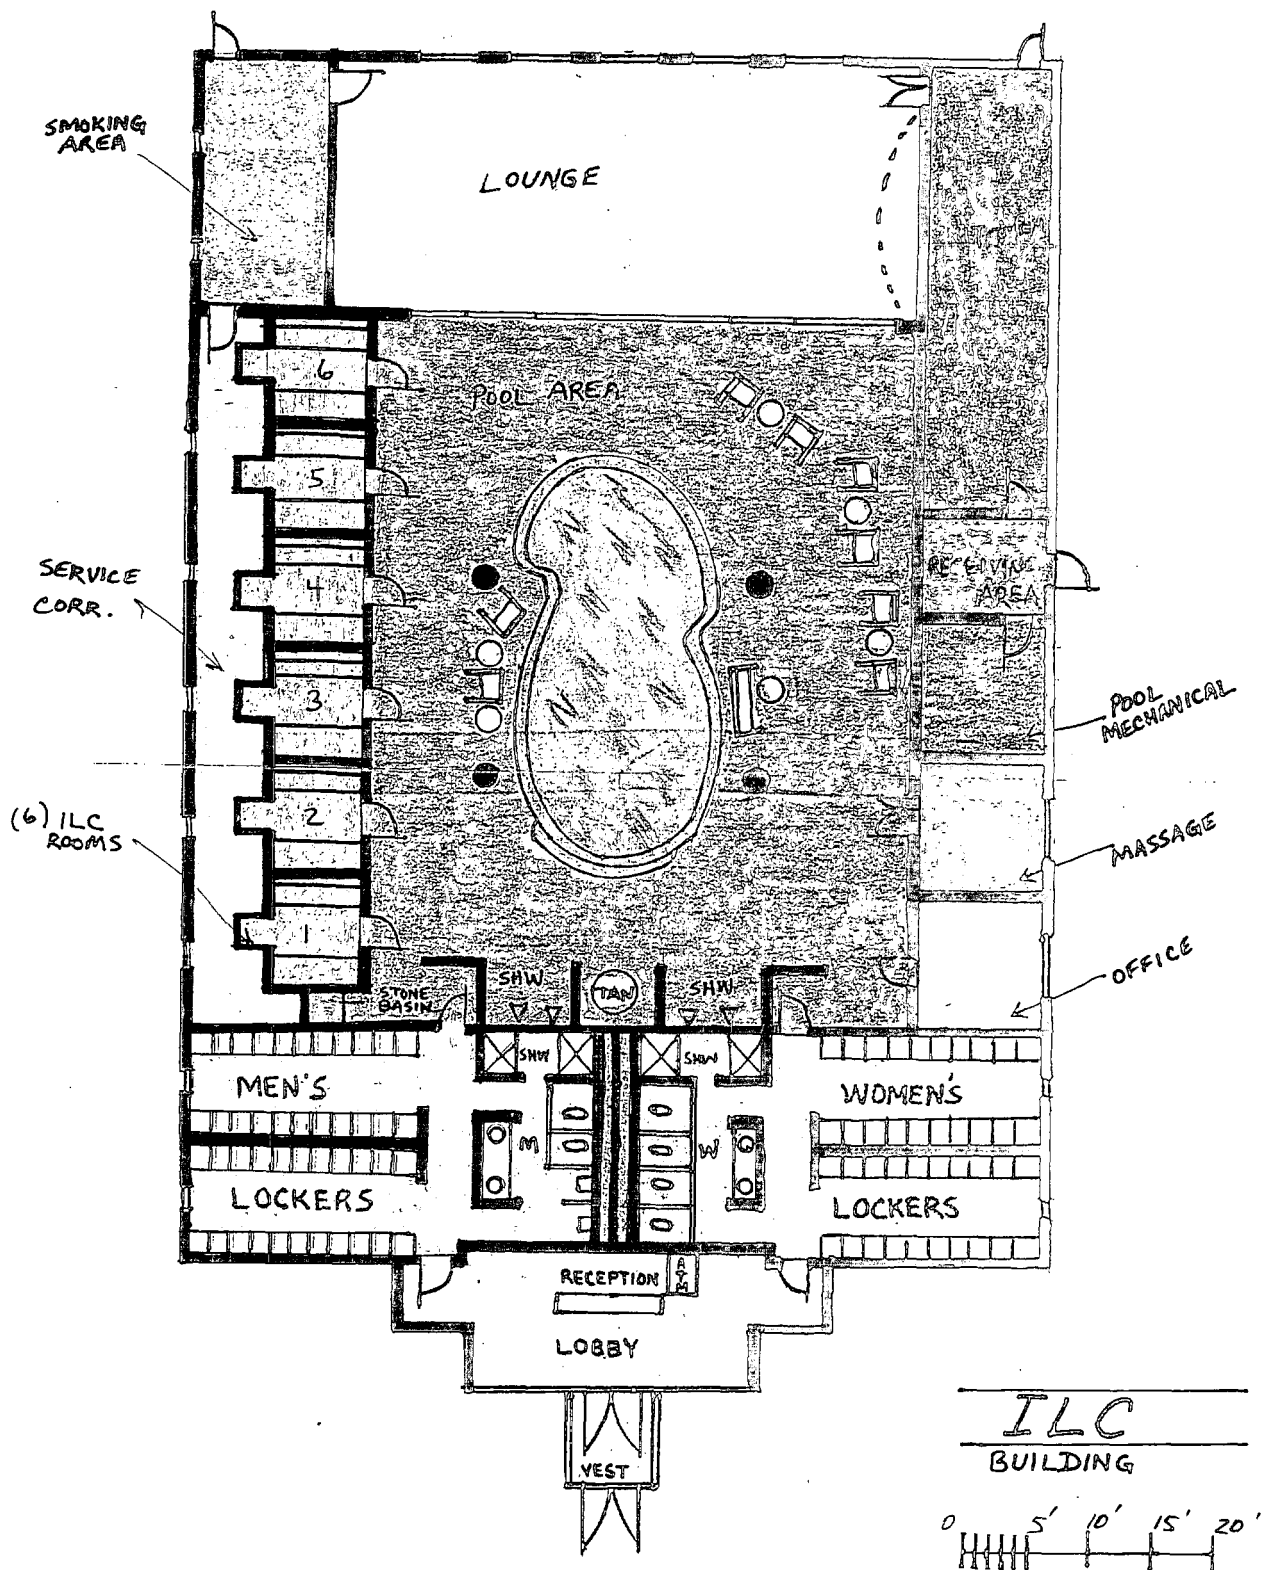 SMOKING
AREA
LOUNGE
POOL AREA
6
5
4
3
2
1
SERVICE
CORR.
RECEIVING
AREA
POOL
MECHANICAL
(6) ILC
ROOMS
MASSAGE
OFFICE
STONE
BASIN
SHW
TAN
SHW
SHW
SHW
MEN'S
LOCKERS
M
W
WOMEN'S
LOCKERS
RECEPTION
ATM
LOBBY
VEST
ILC
BUILDING
0 5' 10' 15' 20'